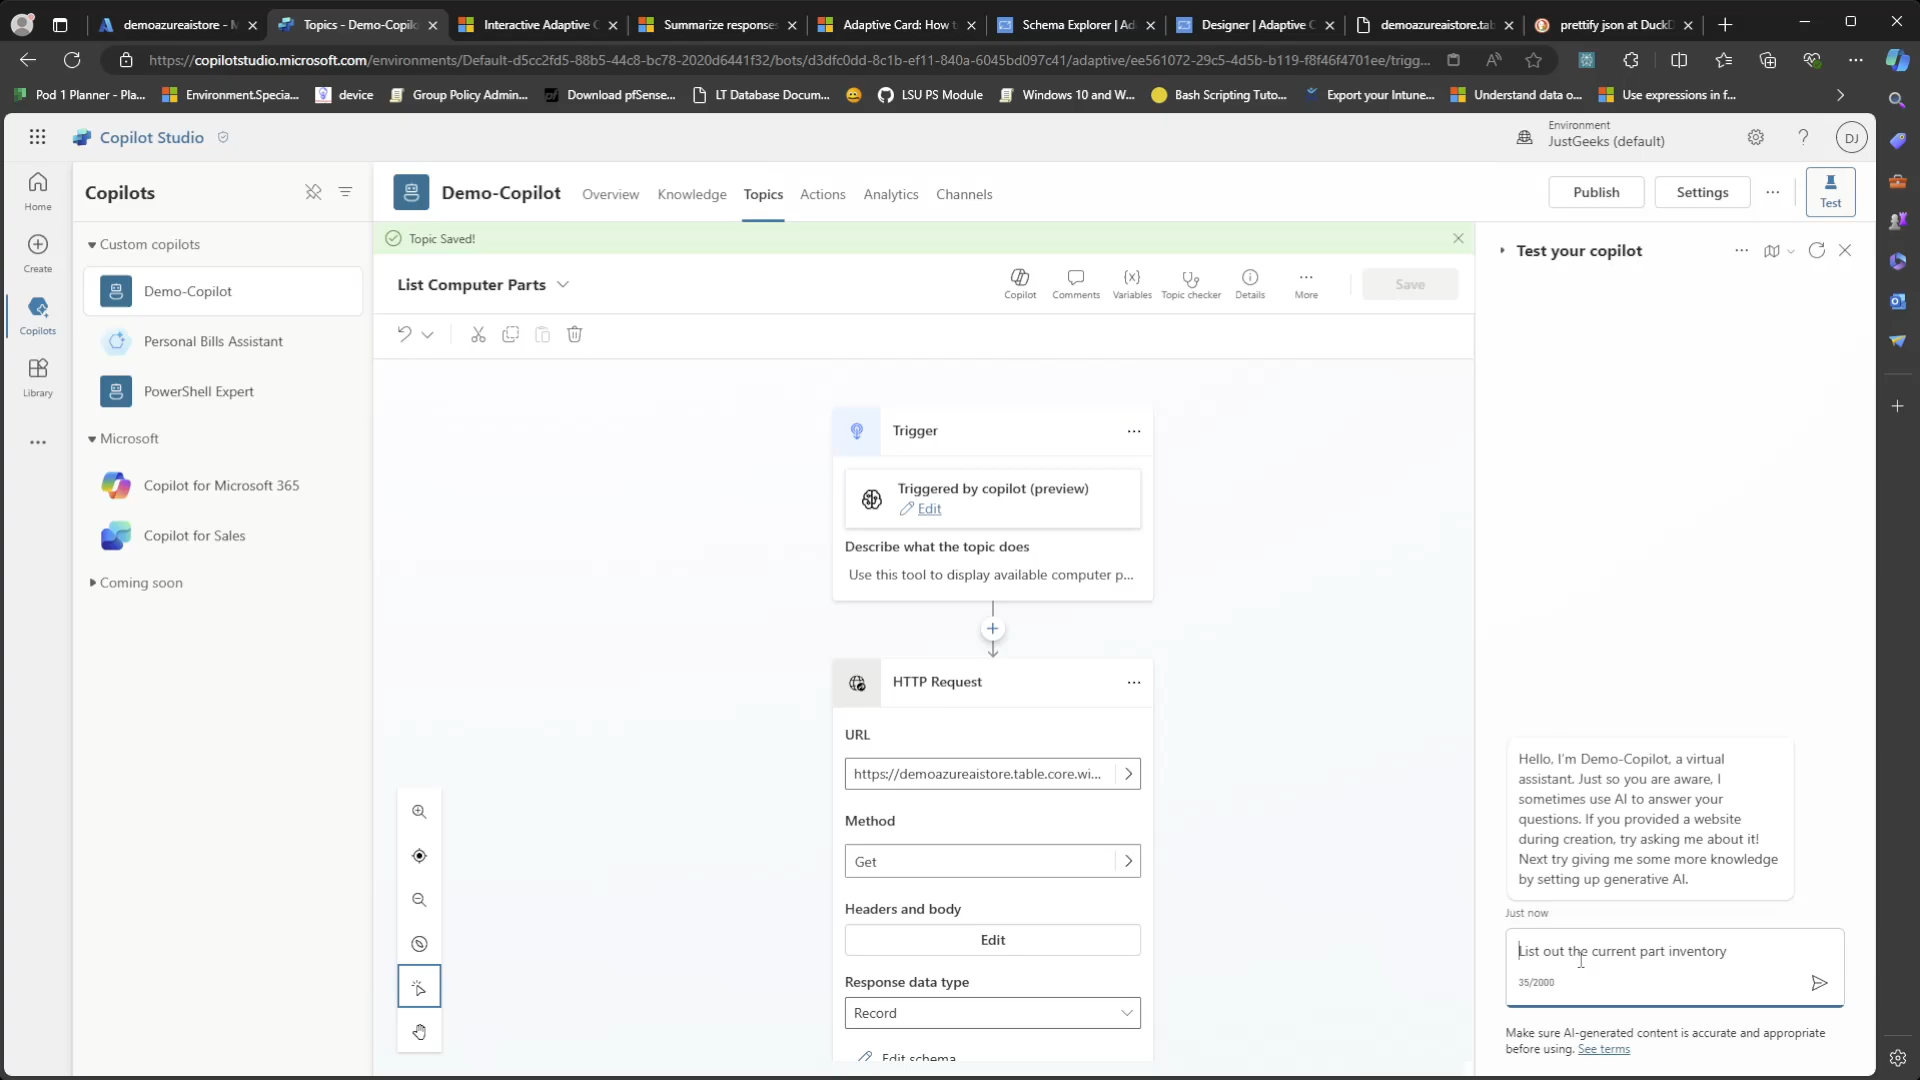 demoazureaistore - M
Topics - Demo-Copilo
Interactive Adaptive C
Summarize responses
Adaptive Card: How to
Schema Explorer | Ad
Designer | Adaptive C
demoazureaistore.tab
prettify json at DuckD
https://copilotstudio.microsoft.com/environments/Default-d5cc2fd5-88b5-44c8-bc78-2020d6441f32/bots/d3dfc0dd-8c1b-ef11-840a-6045bd097c41/adaptive/ee561072-29c5-4d5b-b119-f8f46f4701ee/trigg...
Pod 1 Planner - Pla...
Environment.Specia...
device
Group Policy Admin...
Download pfSense...
LT Database Docum...
LSU PS Module
Windows 10 and W...
Bash Scripting Tuto...
Export your Intune...
Understand data o...
Use expressions in f...
Copilot Studio
Environment
JustGeeks (default)
DJ
Home
Create
Copilots
Library
Copilots
Custom copilots
Demo-Copilot
Personal Bills Assistant
PowerShell Expert
Microsoft
Copilot for Microsoft 365
Copilot for Sales
Coming soon
Demo-Copilot
Overview
Knowledge
Topics
Actions
Analytics
Channels
Publish
Settings
Test
Topic Saved!
List Computer Parts
Copilot
Comments
Variables
Topic checker
Details
More
Save
Trigger
Triggered by copilot (preview)
Edit
Describe what the topic does
Use this tool to display available computer p...
HTTP Request
URL
https://demoazureaistore.table.core.wi...
Method
Get
Headers and body
Edit
Response data type
Record
Edit schema
Test your copilot
Hello, I'm Demo-Copilot, a virtual
assistant. Just so you are aware, I
sometimes use AI to answer your
questions. If you provided a website
during creation, try asking me about it!
Next try giving me some more knowledge
by setting up generative AI.
Just now
List out the current part inventory
35/2000
Make sure AI-generated content is accurate and appropriate
before using. See terms